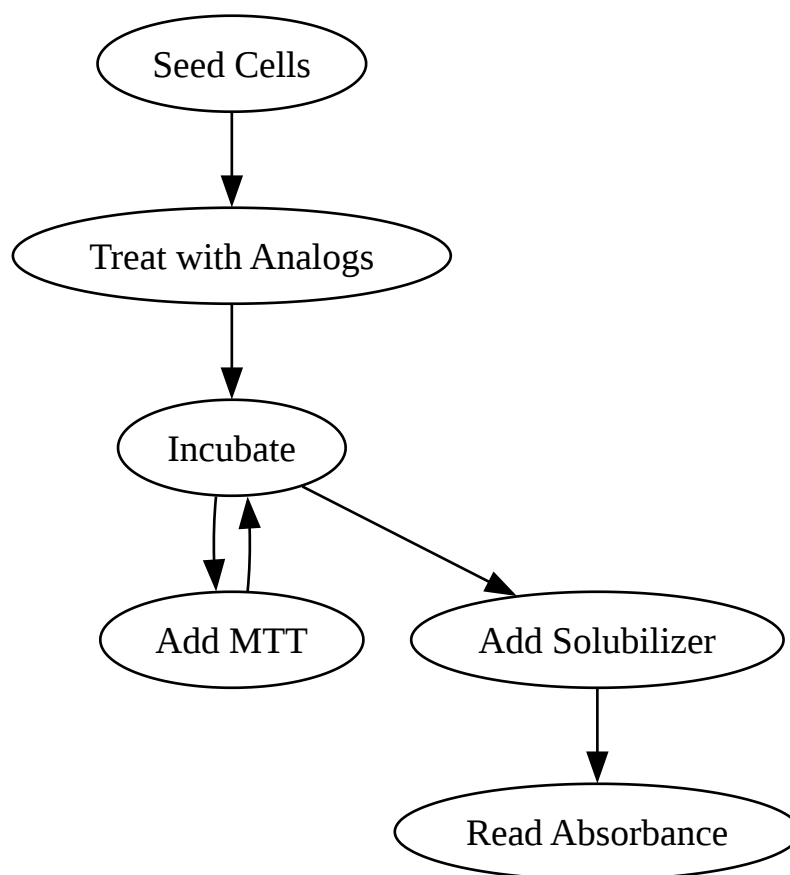 Seed Cells
Treat with Analogs
Incubate
Add MTT
Add Solubilizer
Read Absorbance